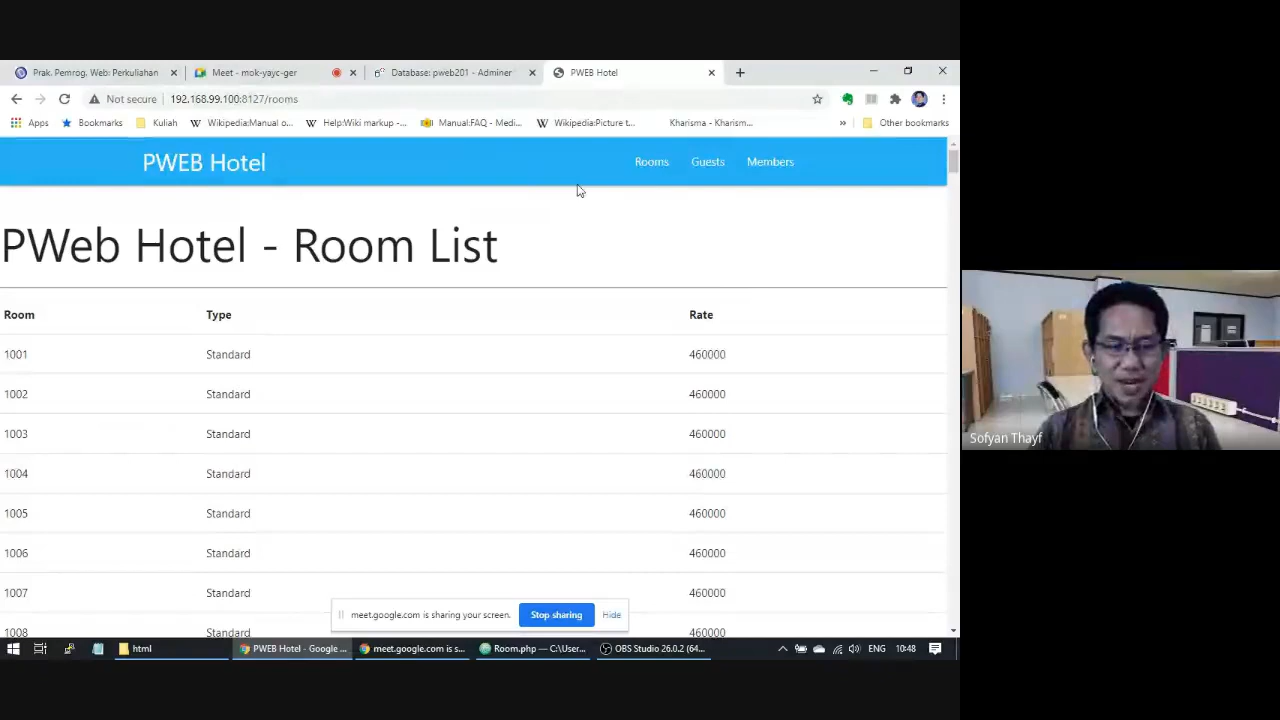 Prak. Pemrog. Web: Perkuliahan
Meet - mok-yayc-ger
Database: pweb201 - Adminer
PWEB Hotel
Not secure
192.168.99.100:8127/rooms
Apps
Bookmarks
Kuliah
Wikipedia:Manual o...
Help:Wiki markup -...
Manual:FAQ - Medi...
Wikipedia:Picture t...
Kharisma - Kharism...
»
Other bookmarks
PWEB Hotel
Rooms
Guests
Members
PWeb Hotel - Room List
Room Type Rate
1001 Standard 460000
1002 Standard 460000
1003 Standard 460000
1004 Standard 460000
1005 Standard 460000
1006 Standard 460000
1007 Standard 460000
1008 Standard 460000
meet.google.com is sharing your screen.
Stop sharing
Hide
Sofyan Thayf
html
PWEB Hotel - Google ...
meet.google.com is s...
Room.php — C:\User...
OBS Studio 26.0.2 (64...
ENG
10:48